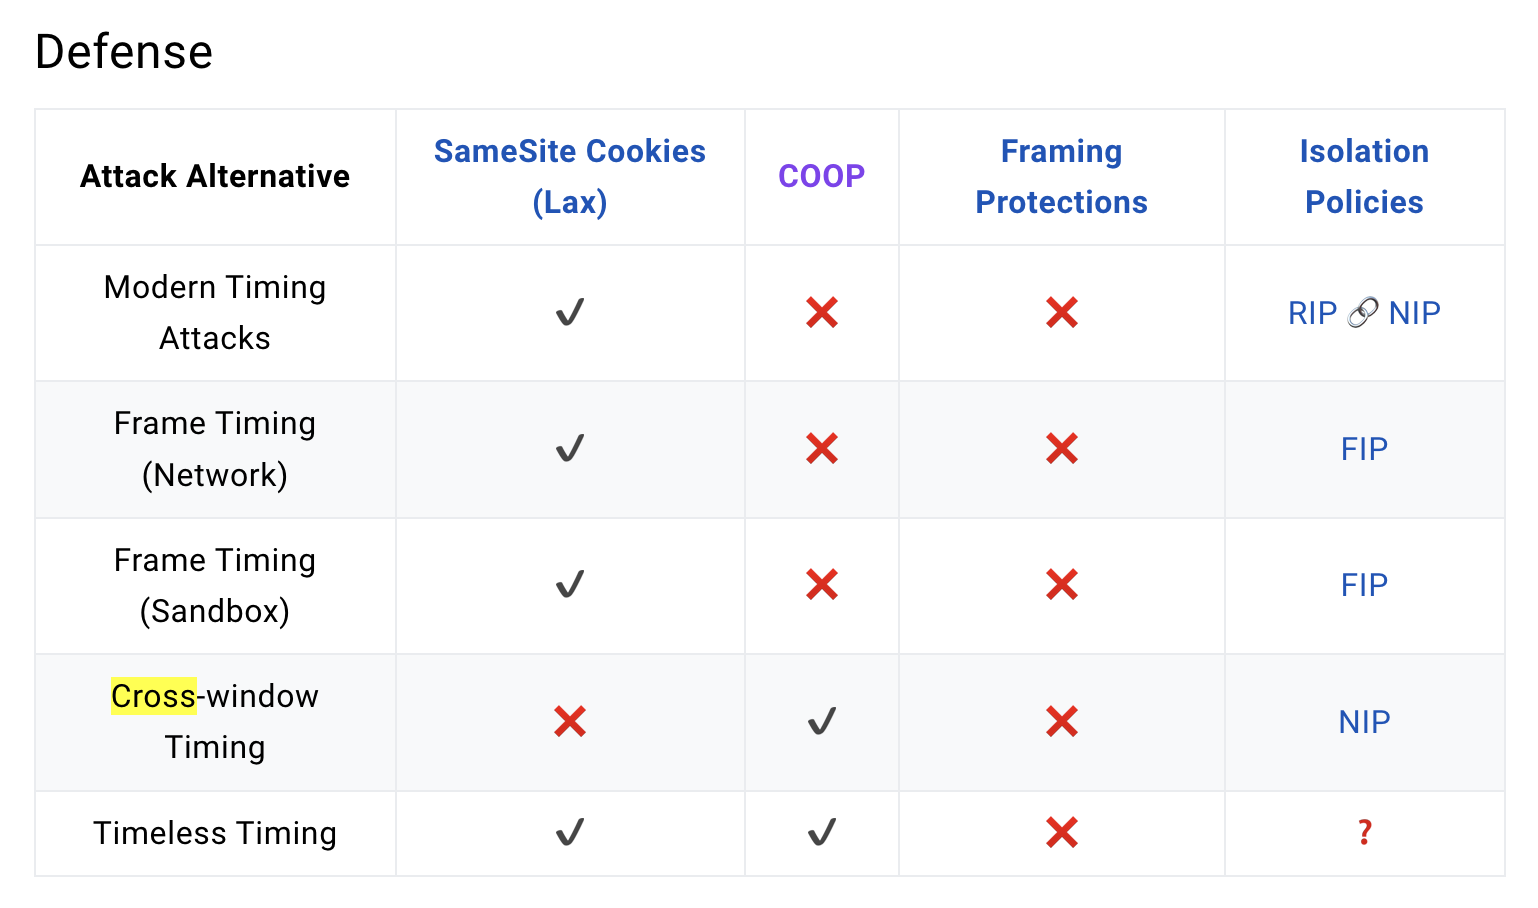 Defense
Attack Alternative
SameSite Cookies
(Lax)
COOP
Framing
Protections
Isolation
Policies
Modern Timing
Attacks
✔ ❌ ❌ RIP 🔗 NIP
Frame Timing
(Network)
✔ ❌ ❌ FIP
Frame Timing
(Sandbox)
✔ ❌ ❌ FIP
Cross-window
Timing
❌ ✔ ❌ NIP
Timeless Timing ✔ ✔ ❌ ❓